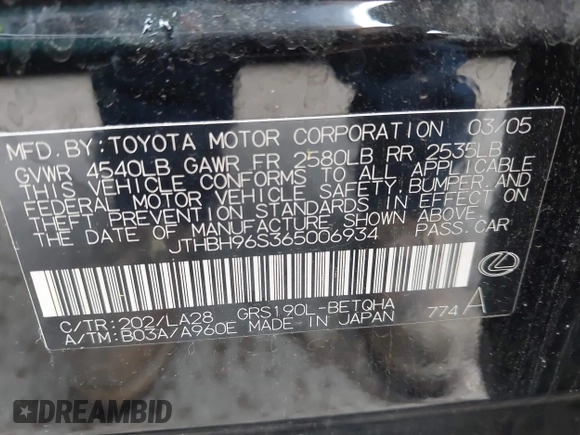 MFD.BY:TOYOTA MOTOR CORPORATION 03/05
GVWR 4540LB GAWR FR 2580LB RR 2535LB
THIS VEHICLE CONFORMS TO ALL APPLICABLE
FEDERAL MOTOR VEHICLE SAFETY,BUMPER,AND
THEFT PREVENTION STANDARDS IN EFFECT ON
THE DATE OF MANUFACTURE SHOWN ABOVE.
JTHBH96S365006934 PASS.CAR
C/TR:202/LA28 GRS190L-BETQHA 774A
A/TM:B03A/A960E MADE IN JAPAN
DREAMBID